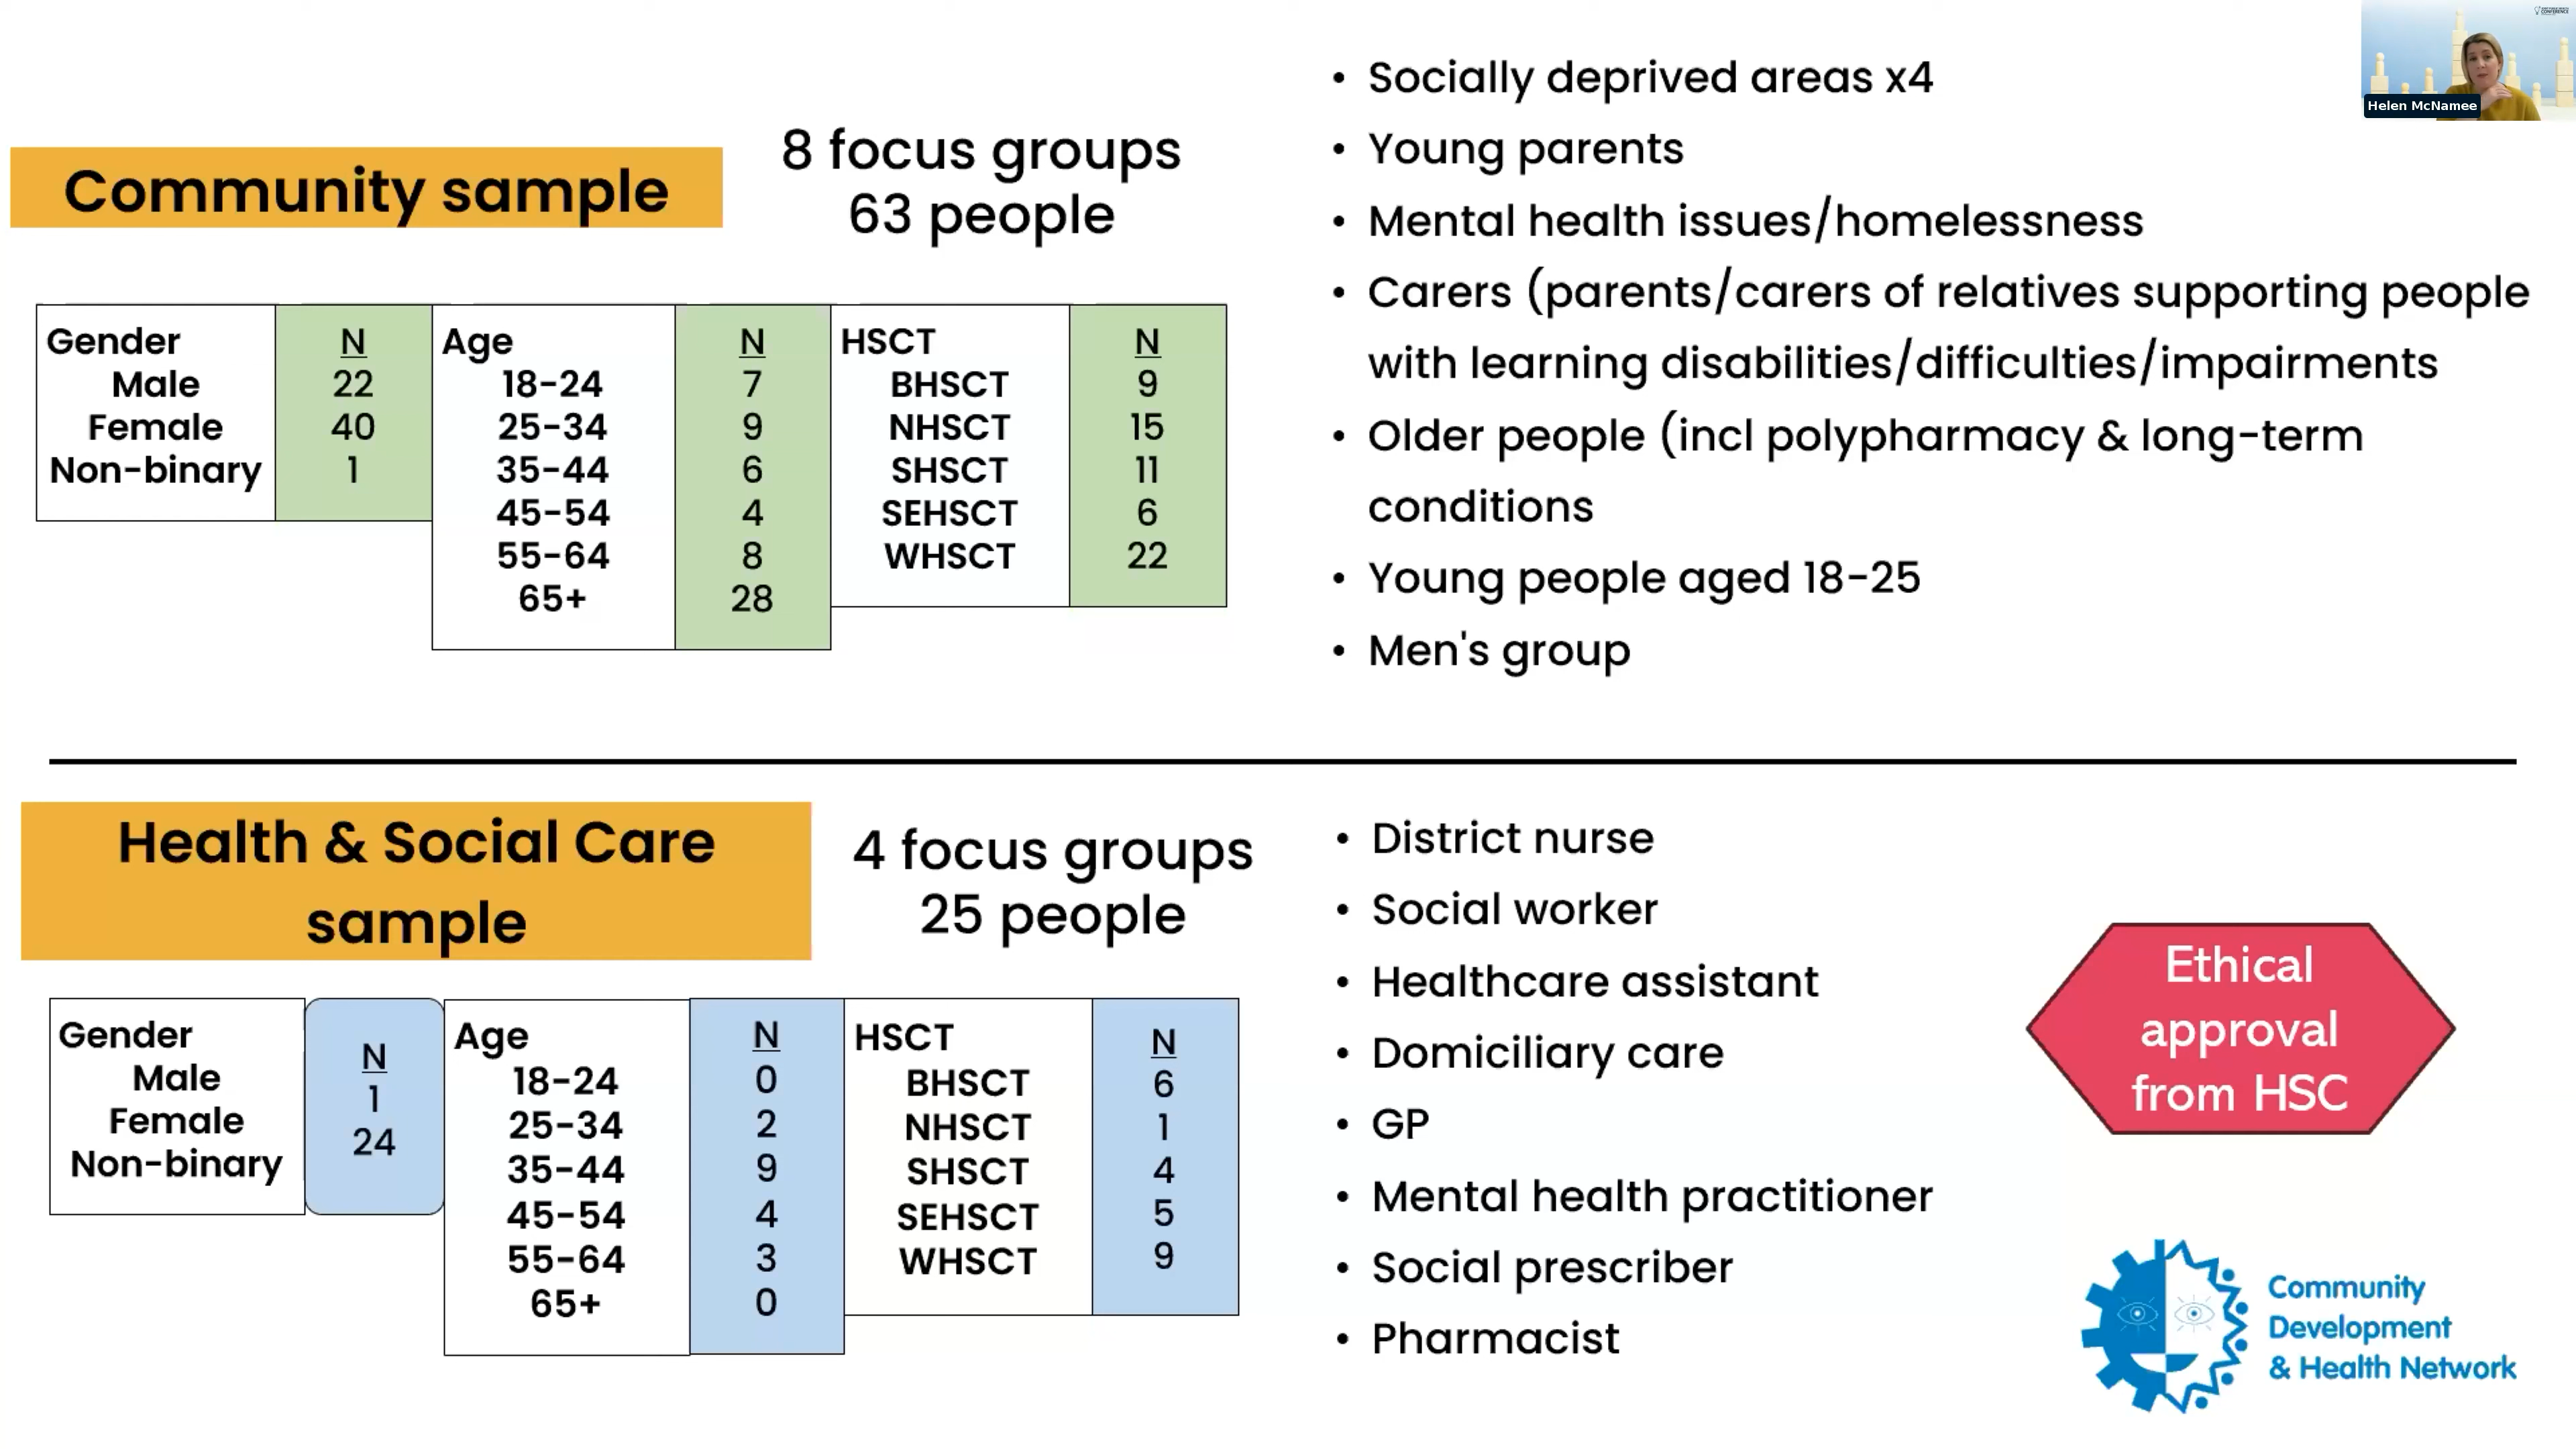 Community sample
8 focus groups
63 people
Gender
Male
Female
Non-binary
N
22
40
1
Age
18-24
25-34
35-44
45-54
55-64
65+
N
7
9
6
4
8
28
HSCT
BHSCT
NHSCT
SHSCT
SEHSCT
WHSCT
N
9
15
11
6
22
• Socially deprived areas x4
• Young parents
• Mental health issues/homelessness
• Carers (parents/carers of relatives supporting people
with learning disabilities/difficulties/impairments
• Older people (incl polypharmacy & long-term
conditions
• Young people aged 18-25
• Men's group
Helen McNamee
Health & Social Care
sample
4 focus groups
25 people
Gender
Male
Female
Non-binary
N
1
24
Age
18-24
25-34
35-44
45-54
55-64
65+
N
0
2
9
4
3
0
HSCT
BHSCT
NHSCT
SHSCT
SEHSCT
WHSCT
N
6
1
4
5
9
• District nurse
• Social worker
• Healthcare assistant
• Domiciliary care
• GP
• Mental health practitioner
• Social prescriber
• Pharmacist
Ethical
approval
from HSC
Community
Development
& Health Network